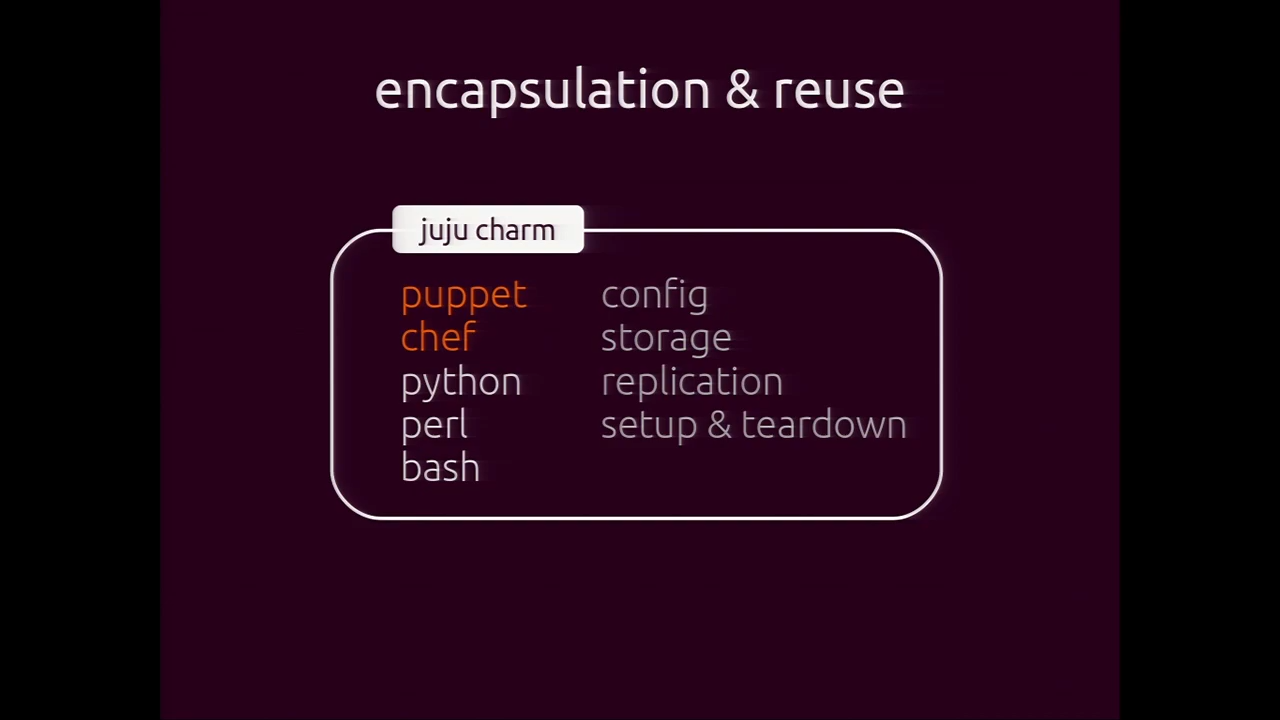 encapsulation & reuse
juju charm
puppet
chef
python
perl
bash
config
storage
replication
setup & teardown